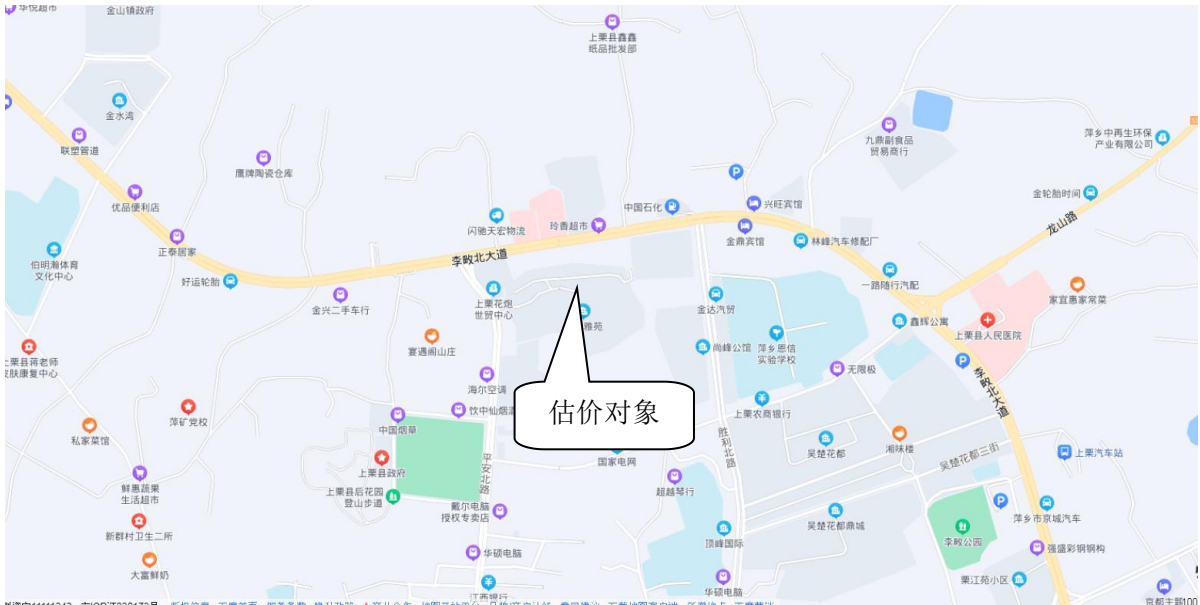 华悦超市
金山镇政府
上栗县鑫鑫
纸品批发部
金水湾
联塑管道
鹰牌陶瓷仓库
九鼎副食品
贸易商行
萍乡中再生环保
产业有限公司
优品便利店
金轮胎时间
中国石化
兴旺宾馆
闪驰天宏物流
玲香超市
龙山路
正泰居家
金鼎宾馆
林峰汽车修配厂
李畋北大道
伯明瀚体育
文化中心
好运轮胎
一路随行汽配
家宜惠家常菜
金兴二手车行
上栗花炮
世贸中心
雅苑
金达汽贸
鑫辉公寓
上栗县人民医院
宴遇阁山庄
尚峰公馆
萍乡恩信
实验学校
上栗县蒋老师
皮肤康复中心
无限极
李畋北大道
海尔空调
萍矿党校
饮中仙烟酒
估价对象
上栗农商银行
中国烟草
私家菜馆
胜利北路
吴楚花都
湘味楼
吴楚花都三街
上栗汽车站
国家电网
上栗县政府
平安北路
鲜惠蔬果
生活超市
超越琴行
上栗县后花园
登山步道
戴尔电脑
授权专卖店
吴楚花都鼎城
萍乡市京城汽车
新群村卫生二所
顶峰国际
李畋公园
强盛彩钢钢构
华硕电脑
大富鲜奶
栗江苑小区
江西银行
华硕电脑
京都主题100